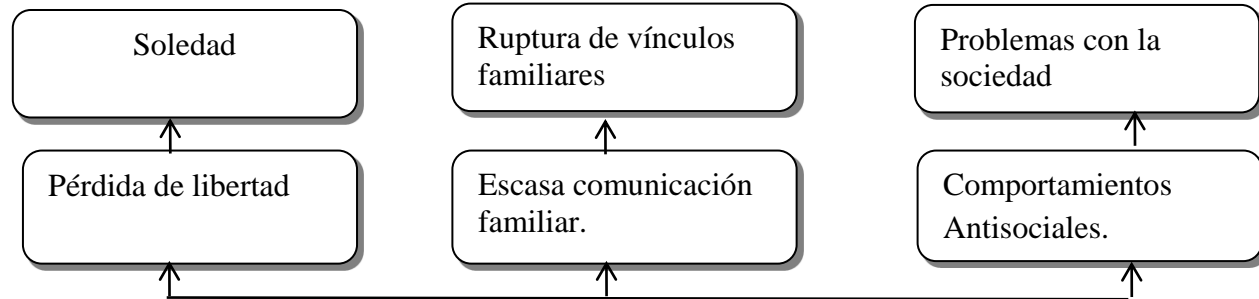 Soledad
Ruptura de vínculos
familiares
Problemas con la
sociedad
Pérdida de libertad
Escasa comunicación
familiar.
Comportamientos
Antisociales.